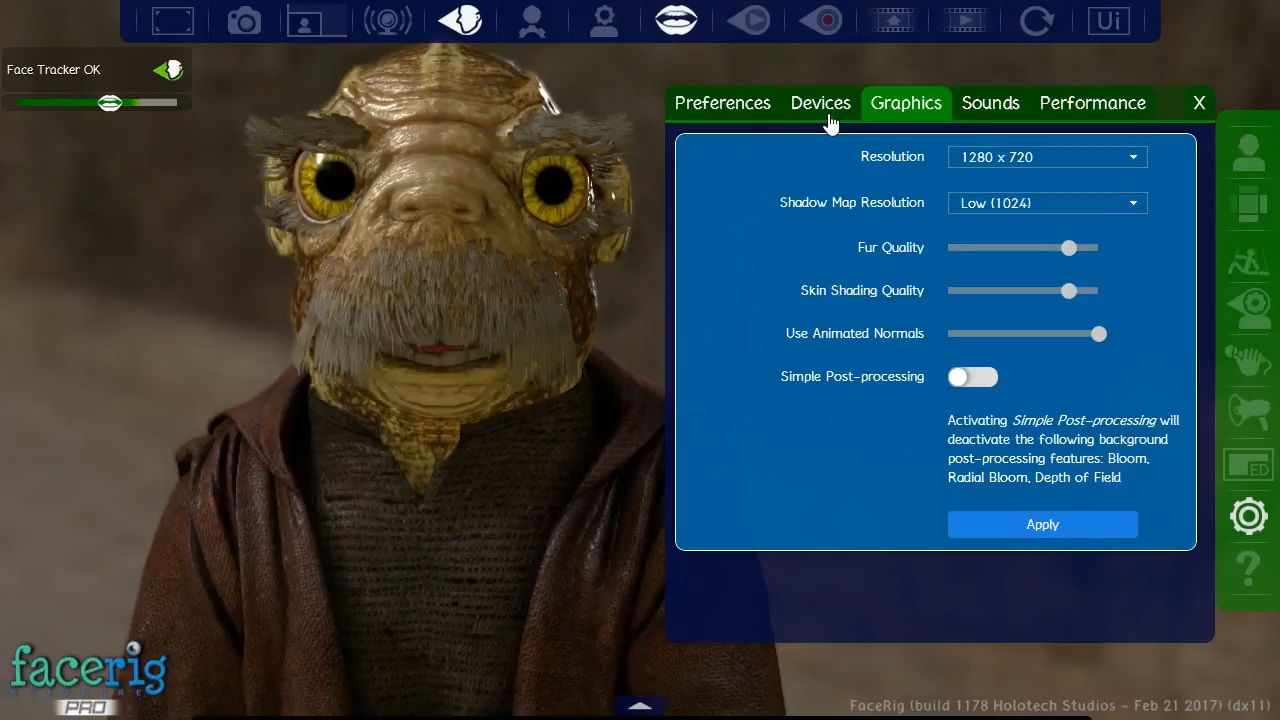 Ui
Face Tracker OK
Preferences Devices Graphics Sounds Performance X
Resolution 1280 x 720
Shadow Map Resolution Low (1024)
Fur Quality
Skin Shading Quality
Use Animated Normals
Simple Post-processing
Activating Simple Post-processing will
deactivate the following background
post-processing features: Bloom,
Radial Bloom, Depth of Field
Apply
ED
?
facerig
SOFTWARE
PRO
FaceRig (build 1178 Holotech Studios - Feb 21 2017) (dx11)